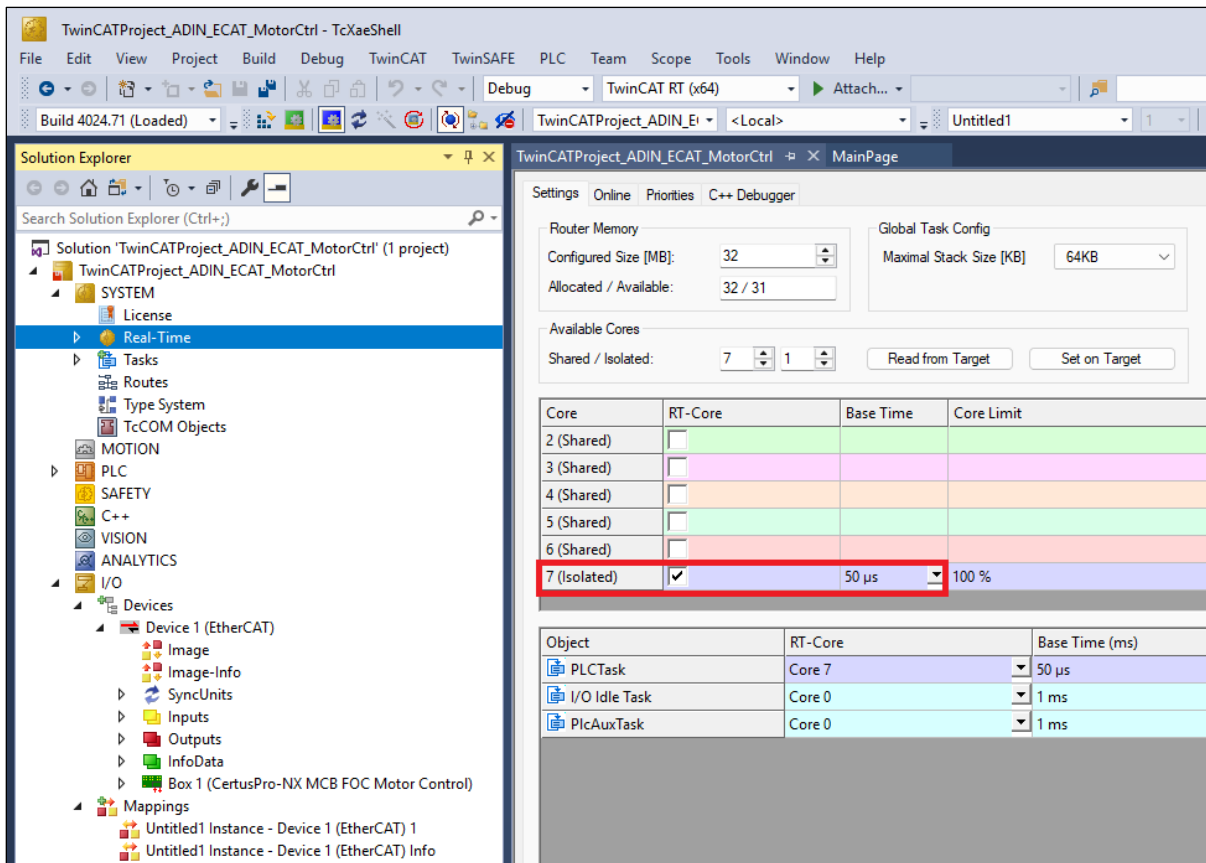 TwinCATProject_ADIN_ECAT_MotorCtrl - TcXaeShell
File Edit View Project Build Debug TwinCAT TwinSAFE PLC Team Scope Tools Window Help
Debug TwinCAT RT (x64) Attach...
Build 4024.71 (Loaded) TwinCATProject_ADIN_E <Local> Untitled1 1
Solution Explorer
Search Solution Explorer (Ctrl+;)
Solution 'TwinCATProject_ADIN_ECAT_MotorCtrl' (1 project)
TwinCATProject_ADIN_ECAT_MotorCtrl
SYSTEM
License
Real-Time
Tasks
Routes
Type System
TcCOM Objects
MOTION
PLC
SAFETY
C++
VISION
ANALYTICS
I/O
Devices
Device 1 (EtherCAT)
Image
Image-Info
SyncUnits
Inputs
Outputs
InfoData
Box 1 (CertusPro-NX MCB FOC Motor Control)
Mappings
Untitled1 Instance - Device 1 (EtherCAT) 1
Untitled1 Instance - Device 1 (EtherCAT) Info
TwinCATProject_ADIN_ECAT_MotorCtrl MainPage
Settings Online Priorities C++ Debugger
Router Memory
Configured Size [MB]: 32
Allocated / Available: 32 / 31
Global Task Config
Maximal Stack Size [KB] 64KB
Available Cores
Shared / Isolated: 7 1 Read from Target Set on Target
Core RT-Core Base Time Core Limit
2 (Shared)
3 (Shared)
4 (Shared)
5 (Shared)
6 (Shared)
7 (Isolated) 50 µs 100 %
Object RT-Core Base Time (ms)
PLCTask Core 7 50 µs
I/O Idle Task Core 0 1 ms
PlcAuxTask Core 0 1 ms